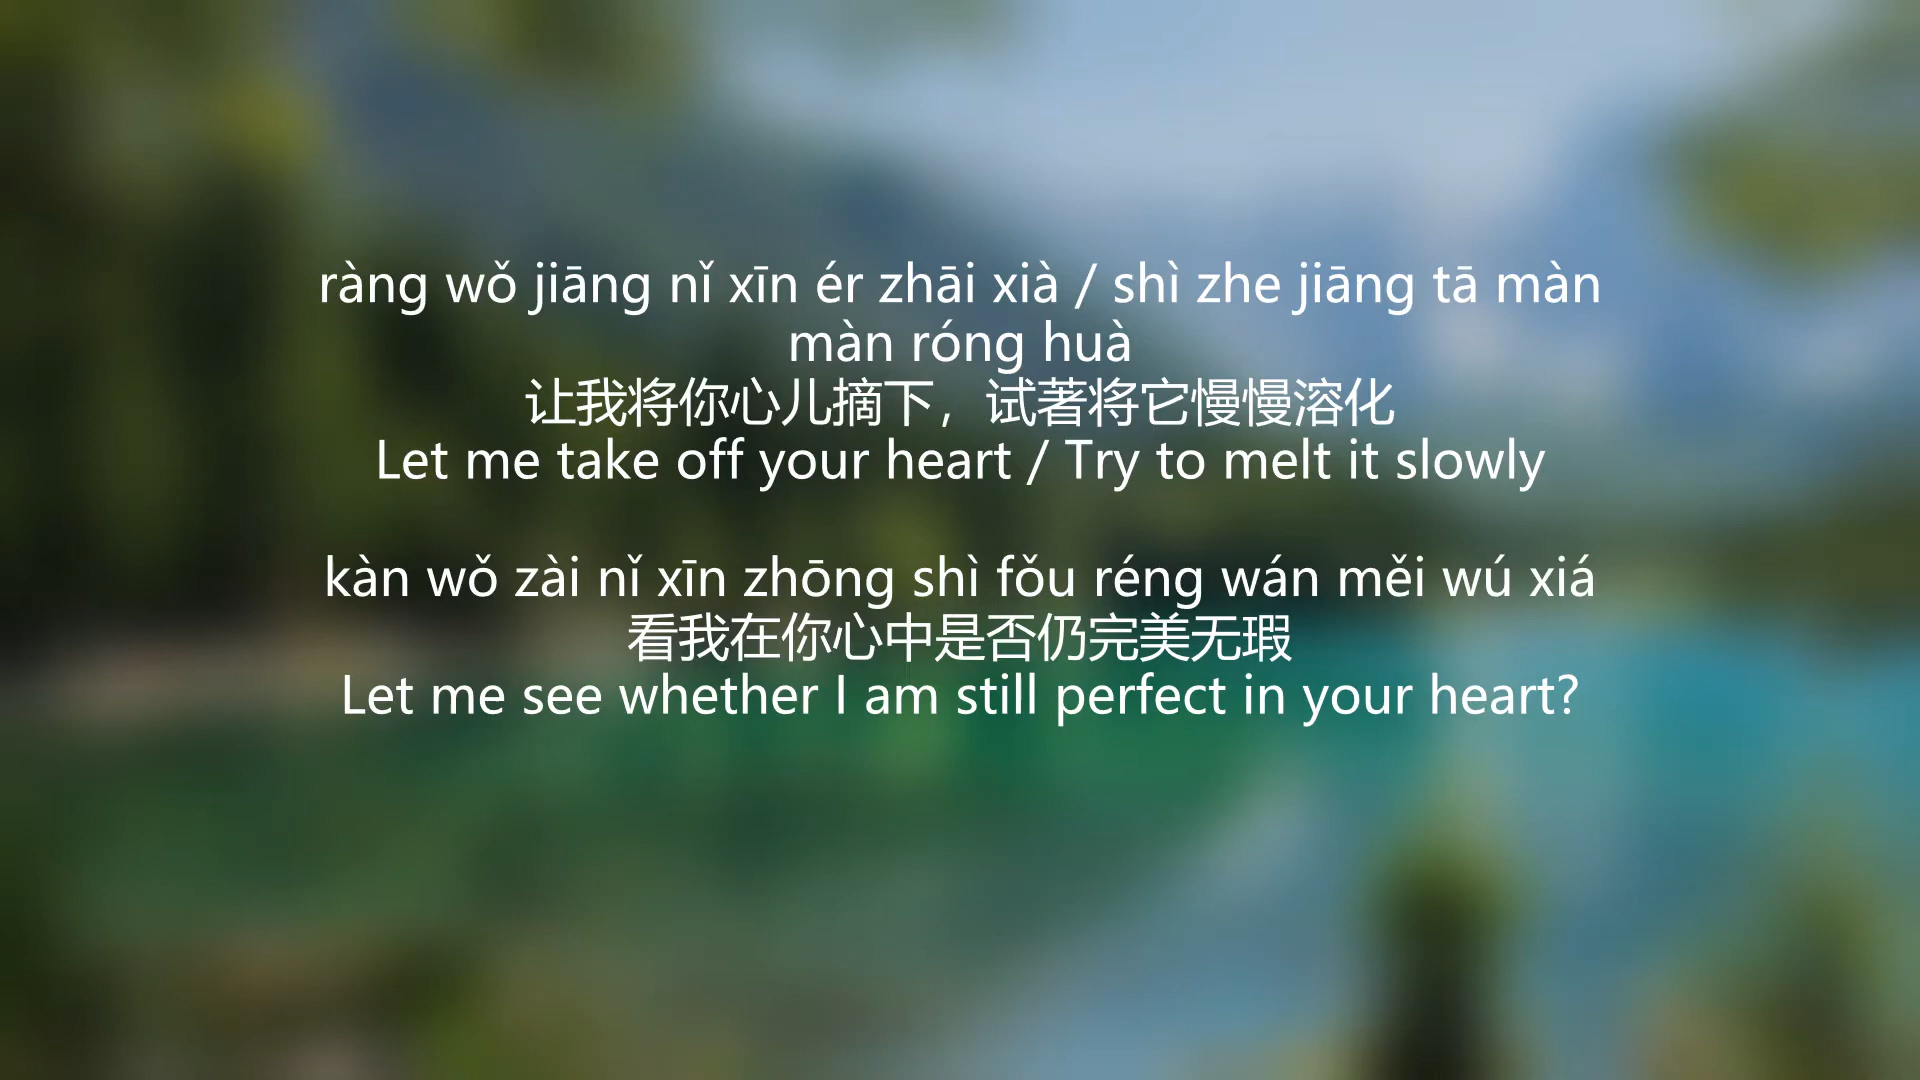 ràng wǒ jiāng nǐ xīn ér zhāi xià / shì zhe jiāng tā màn
màn róng huà
让我将你心儿摘下，试著将它慢慢溶化
Let me take off your heart / Try to melt it slowly
kàn wǒ zài nǐ xīn zhōng shì fǒu réng wán měi wú xiá
看我在你心中是否仍完美无瑕
Let me see whether I am still perfect in your heart?